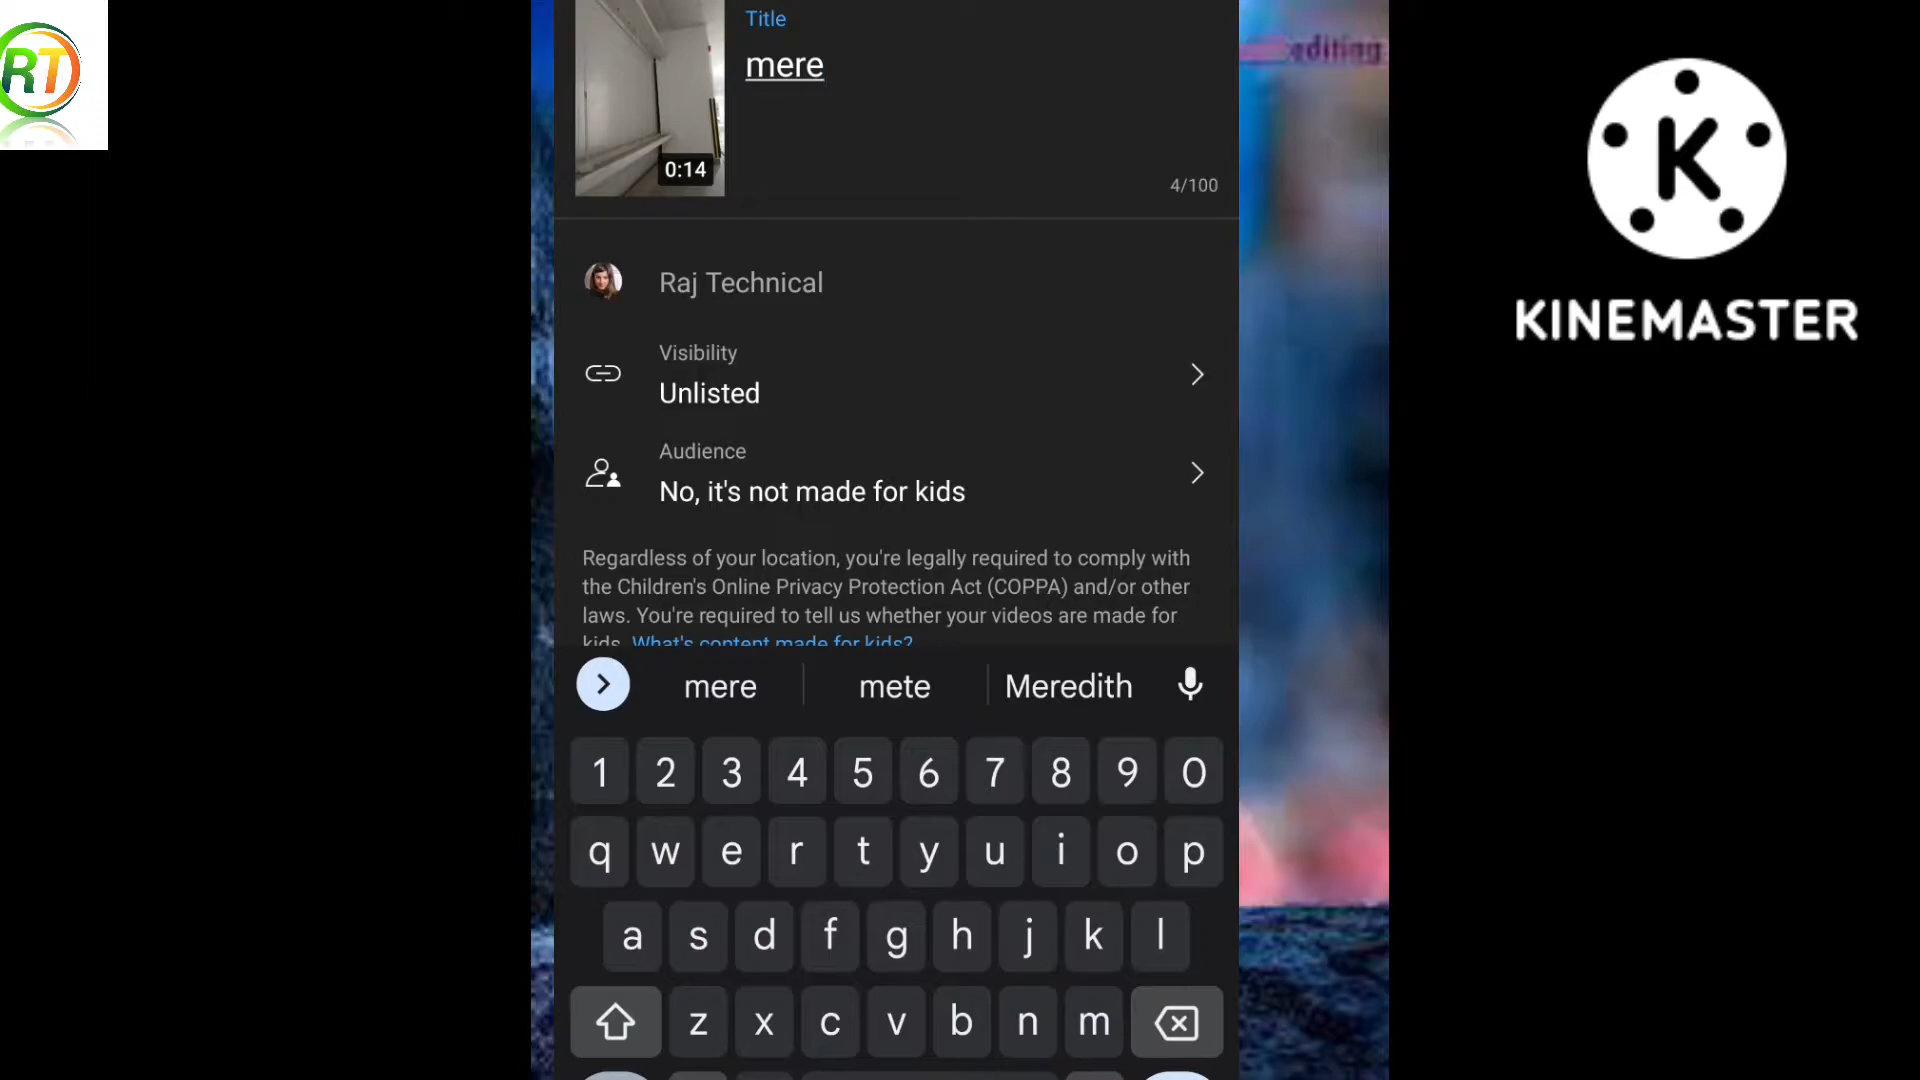 RT
Title
mere
0:14
4/100
editing
K
KINEMASTER
Raj Technical
Visibility
Unlisted
Audience
No, it's not made for kids
Regardless of your location, you're legally required to comply with
the Children's Online Privacy Protection Act (COPPA) and/or other
laws. You're required to tell us whether your videos are made for
kids. What's content made for kids?
mere mete Meredith
1 2 3 4 5 6 7 8 9 0
q w e r t y u i o p
a s d f g h j k l
z x c v b n m